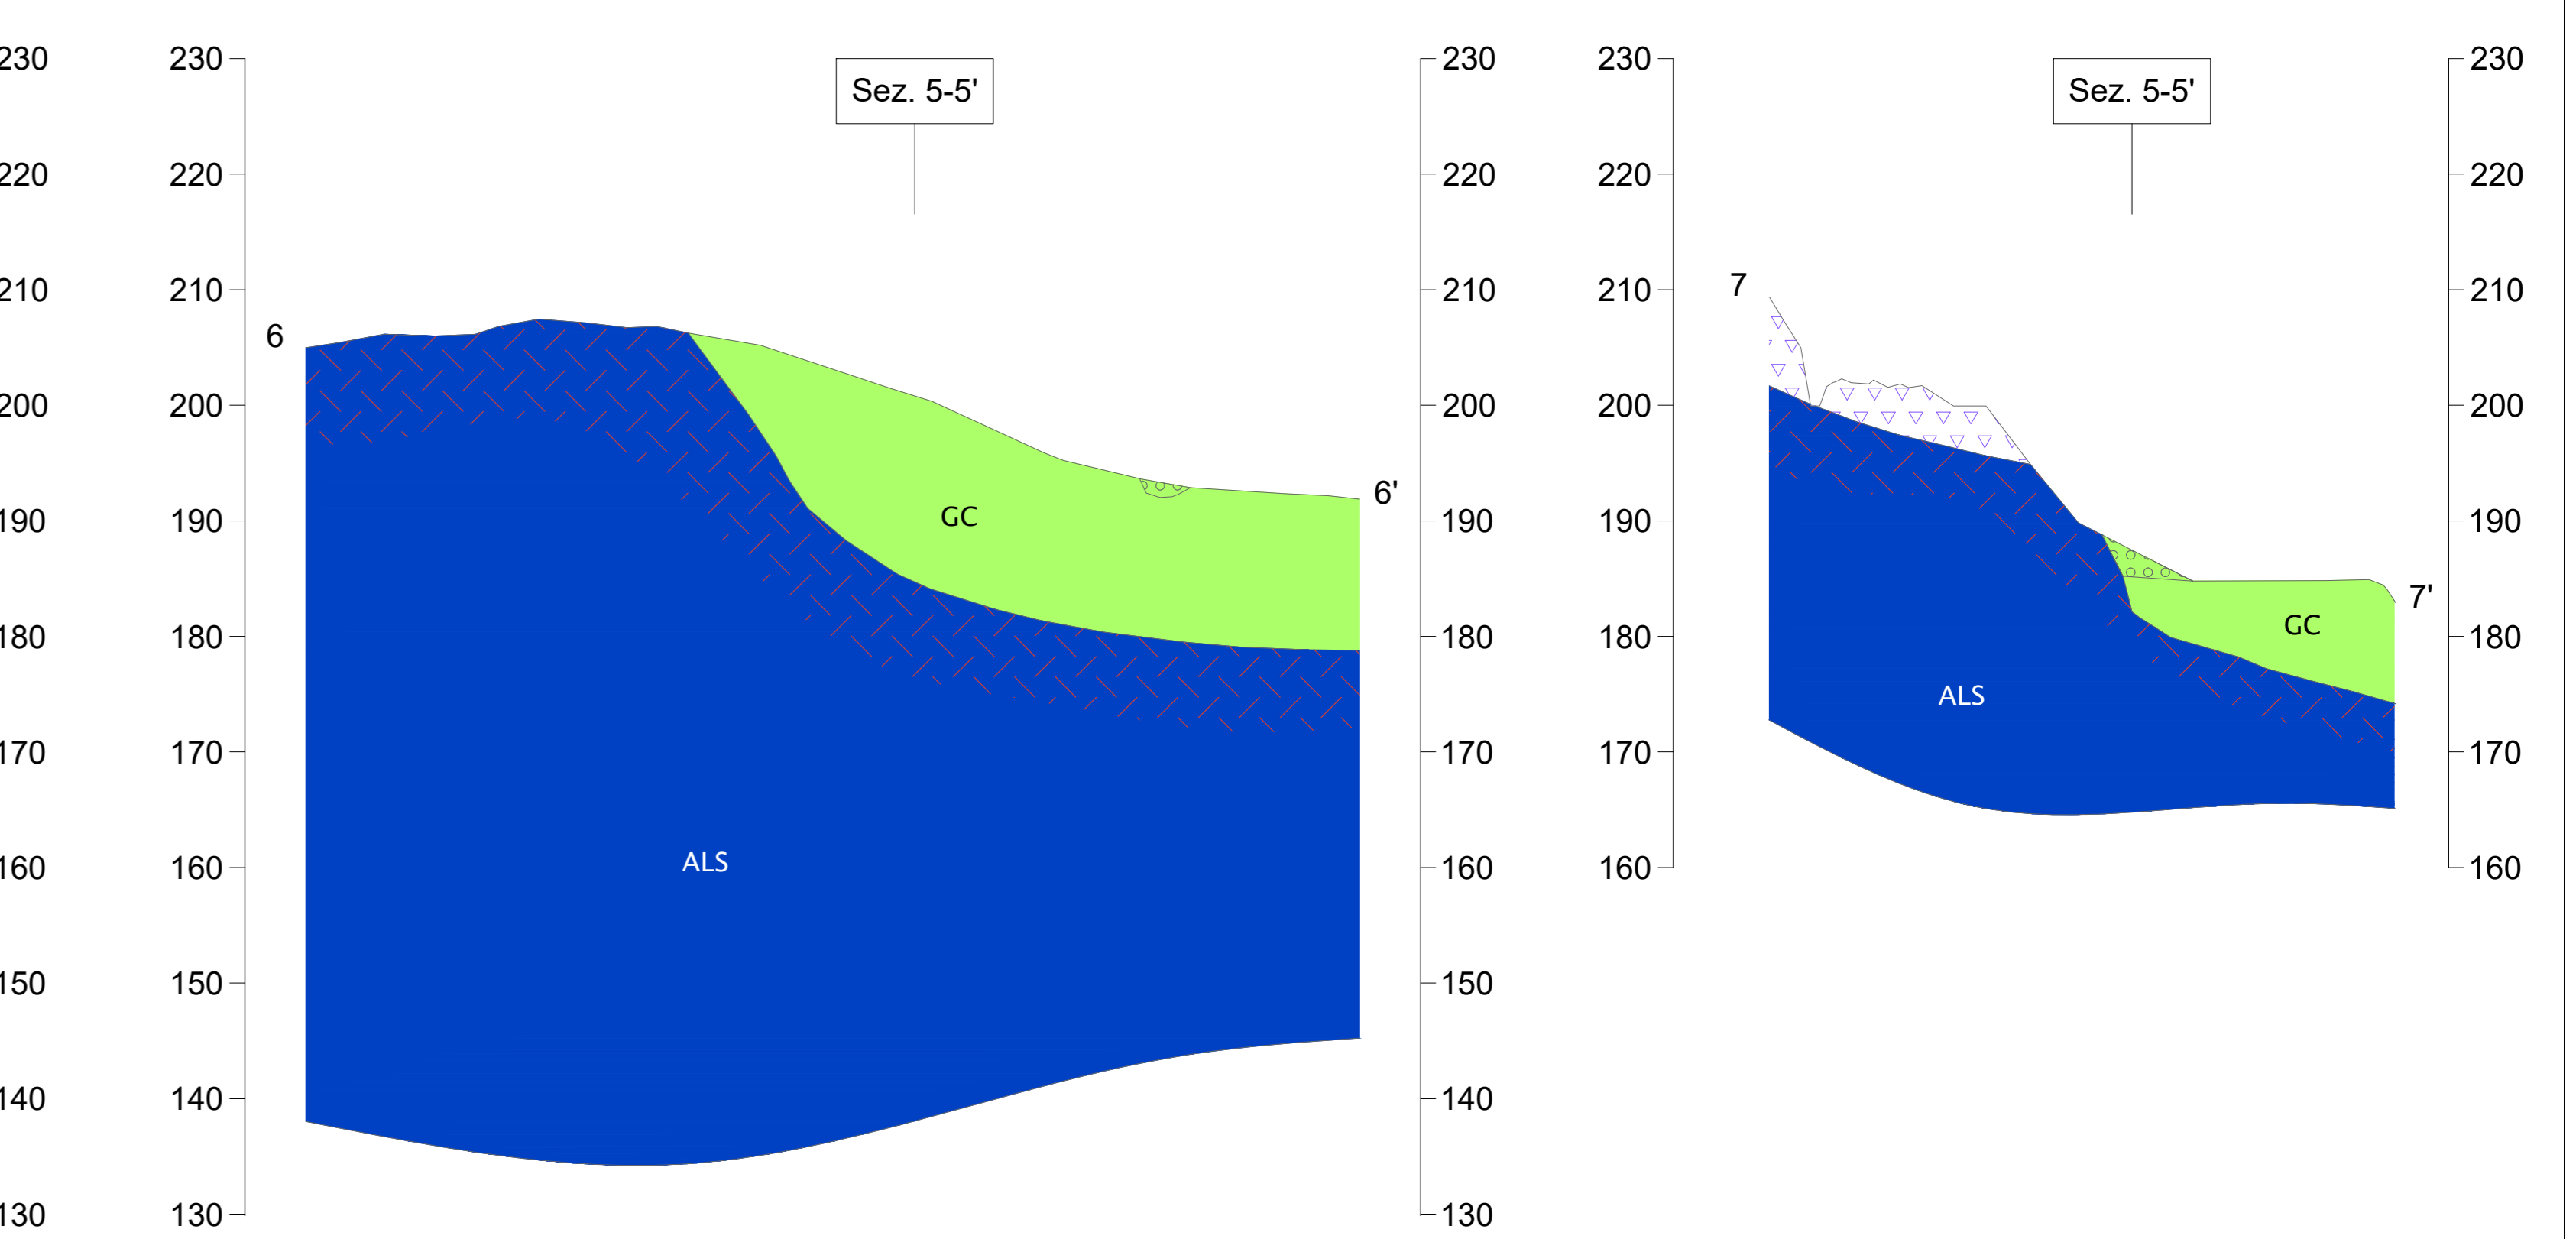 230 230 Sez. 5-5' 230 230 Sez. 5-5' 230
220 220 220 220 220
210 210 210 210 210
7
6
200 200 200 200 200
6'
190 190 GC 190 190 190
7'
180 180 180 180 GC 180
ALS
170 170 170 170 170
160 160 ALS 160 160 160
150 150 150
140 140 140
130 130 130